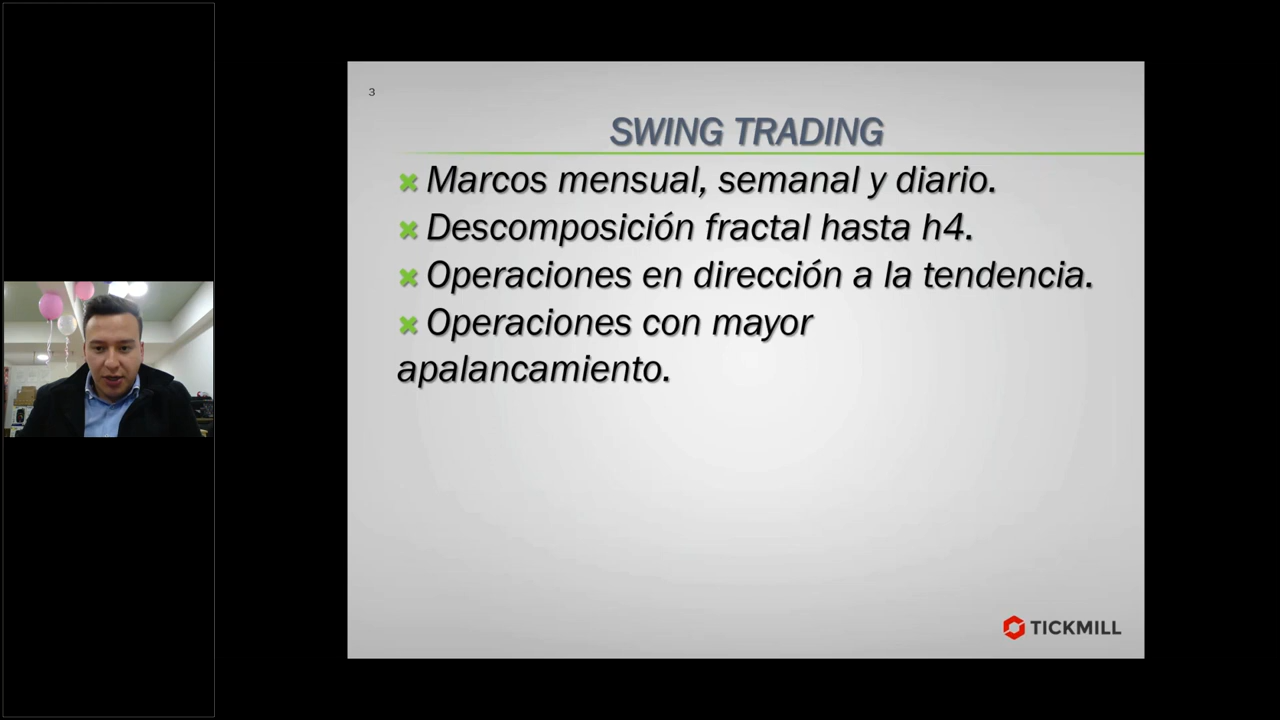 3
SWING TRADING
Marcos mensual, semanal y diario.
Descomposición fractal hasta h4.
Operaciones en dirección a la tendencia.
Operaciones con mayor
apalancamiento.
TICKMILL